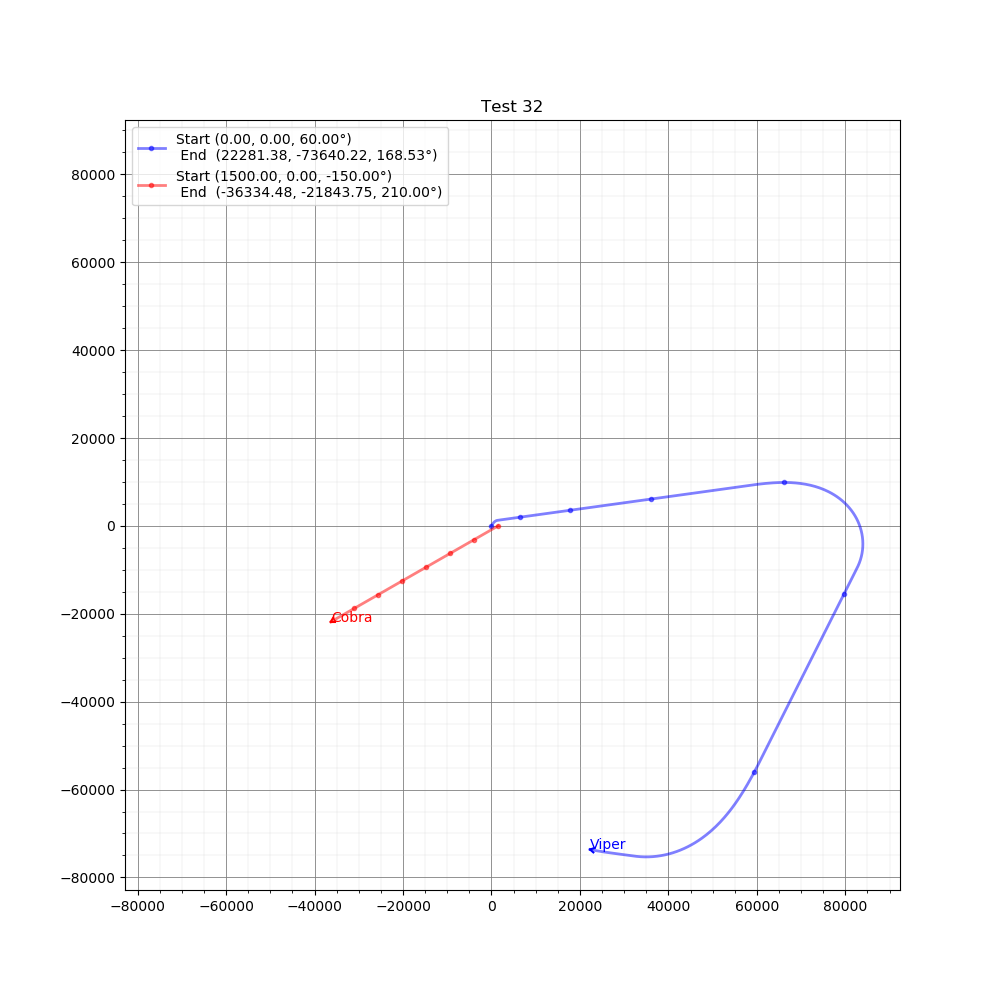 Test 32
Start (0.00, 0.00, 60.00°)
End (22281.38, -73640.22, 168.53°)
Start (1500.00, 0.00, -150.00°)
End (-36334.48, -21843.75, 210.00°)
80000
60000
40000
20000
0
−20000
−40000
−60000
−80000
Cobra
Viper
−80000 −60000 −40000 −20000 0 20000 40000 60000 80000